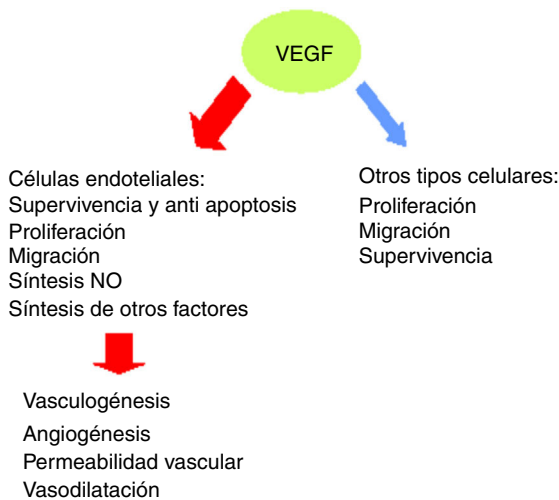 VEGF
Células endoteliales:
Supervivencia y anti apoptosis
Proliferación
Migración
Síntesis NO
Síntesis de otros factores
Otros tipos celulares:
Proliferación
Migración
Supervivencia
Vasculogénesis
Angiogénesis
Permeabilidad vascular
Vasodilatación